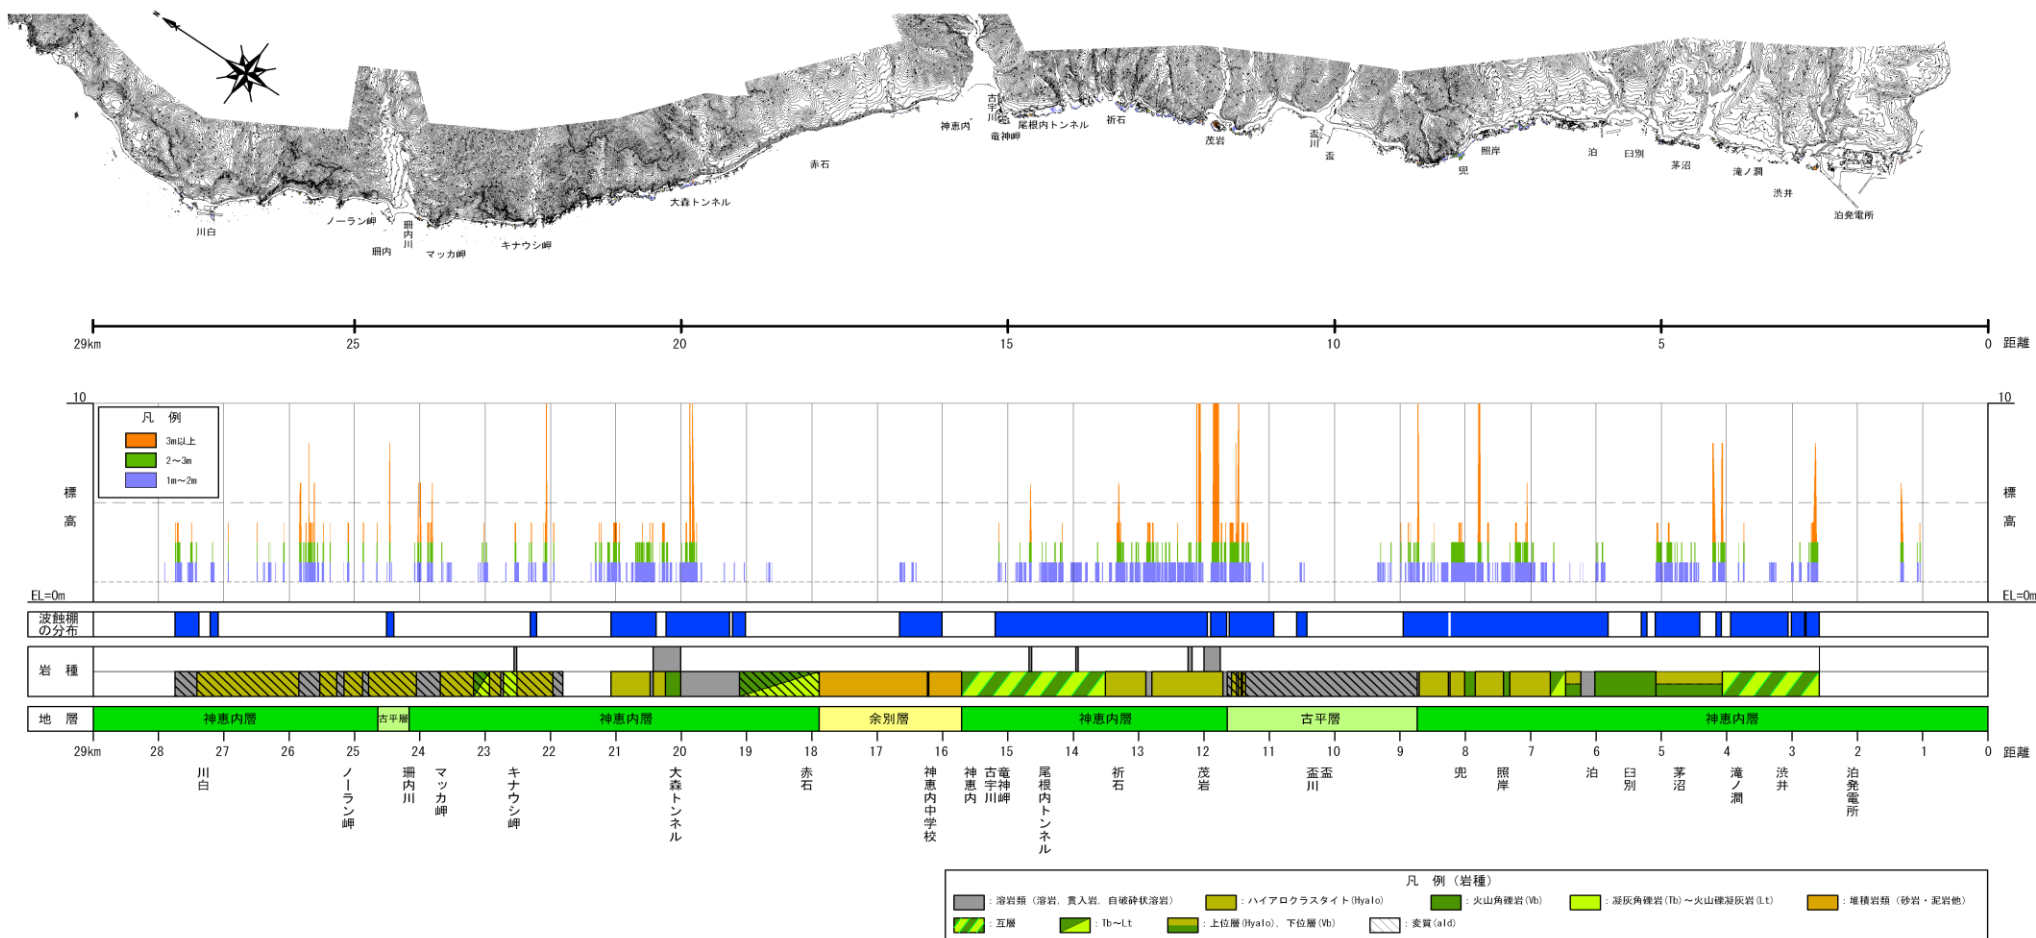 N
川白
ノーラン岬
珊内
珊内川
マッカ岬
キナウシ岬
大森トンネル
赤石
神恵内
古宇川
竜神岬
尾根内トンネル
祈石
茂岩
盃川
盃
兜
照岸
泊
臼別
茅沼
滝ノ澗
渋井
泊発電所
29km 25 20 15 10 5 0 距離
10 10
凡 例
3m以上
2～3m
1m～2m
標高 標高
EL=0m EL=0m
波蝕棚の分布
岩 種
地 層 神恵内層 古平層 神恵内層 余別層 神恵内層 古平層 神恵内層
29km 28 27 26 25 24 23 22 21 20 19 18 17 16 15 14 13 12 11 10 9 8 7 6 5 4 3 2 1 0 距離
川白
ノーラン岬
珊内川
マッカ岬
キナウシ岬
大森トンネル
赤石
神恵内中学校
神恵内
古宇川
竜神岬
尾根内トンネル
祈石
茂岩
盃川
盃
兜
照岸
泊
臼別
茅沼
滝ノ澗
渋井
泊発電所
凡 例（岩種）
：溶岩類（溶岩、貫入岩、自破砕状溶岩） ：ハイアロクラスタイト(Hyalo) ：火山角礫岩(Vb) ：凝灰角礫岩(Tb)～火山礫凝灰岩(Lt) ：堆積岩類（砂岩・泥岩他）
：互層 ：Tb～Lt ：上位層(Hyalo)、下位層(Vb) ：変質(ald)